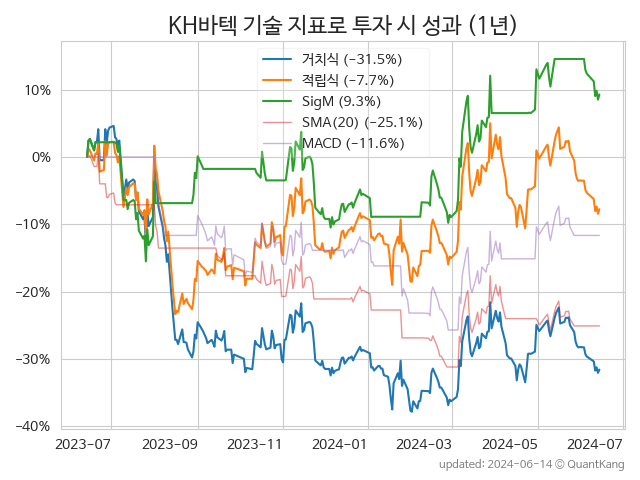 KH바텍 기술 지표로 투자 시 성과 (1년)
거치식 (−31.5%)
적립식 (−7.7%)
SigM (9.3%)
SMA(20) (−25.1%)
MACD (−11.6%)
10%
0%
−10%
−20%
−30%
−40%
2023-07 2023-09 2023-11 2024-01 2024-03 2024-05 2024-07
updated: 2024-06-14 ⓒ QuantKang